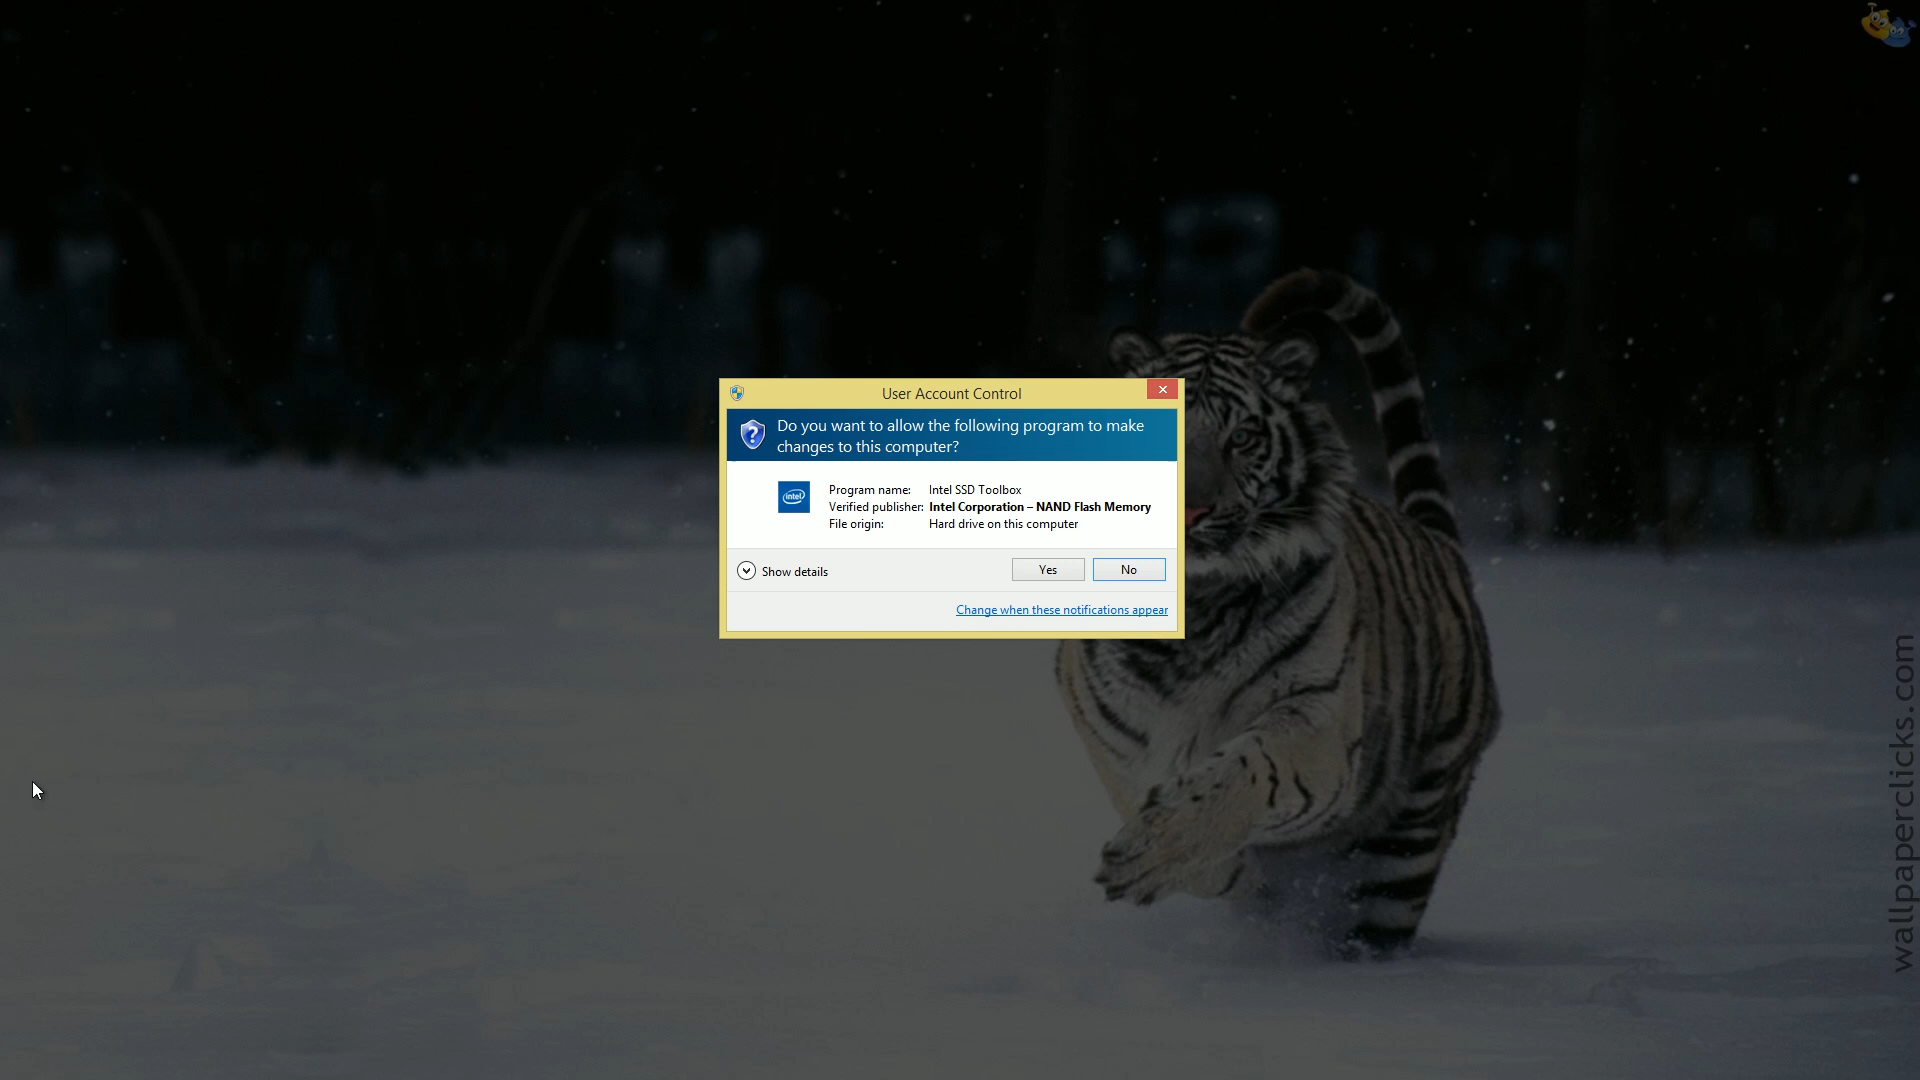 User Account Control
Do you want to allow the following program to make
changes to this computer?
intel
Program name: Intel SSD Toolbox
Verified publisher: Intel Corporation – NAND Flash Memory
File origin: Hard drive on this computer
Show details
Yes
No
Change when these notifications appear
wallpaperclicks.com